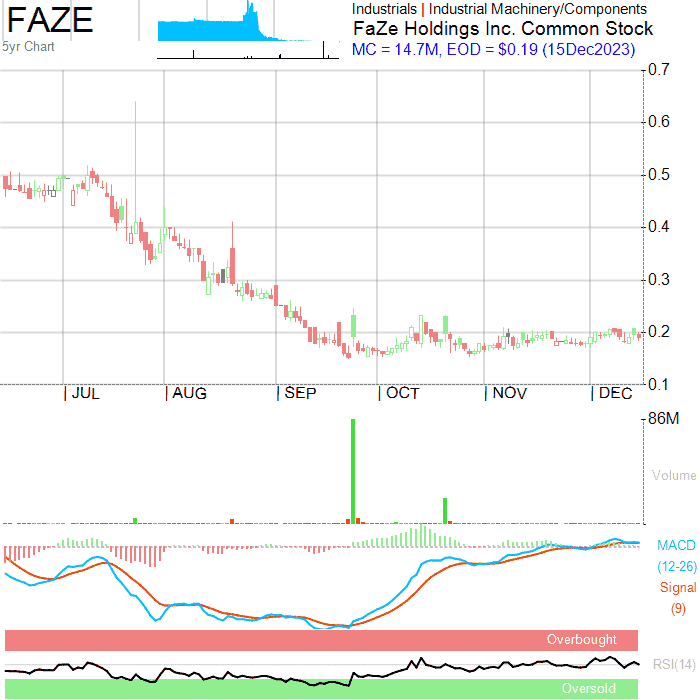 FAZE
5yr Chart
Industrials | Industrial Machinery/Components
FaZe Holdings Inc. Common Stock
MC = 14.7M, EOD = $0.19 (15Dec2023)
0.7
0.6
0.5
0.4
0.3
0.2
0.1
| JUL | AUG | SEP | OCT | NOV | DEC
86M
Volume
MACD
(12-26)
Signal
(9)
Overbought
RSI(14)
Oversold